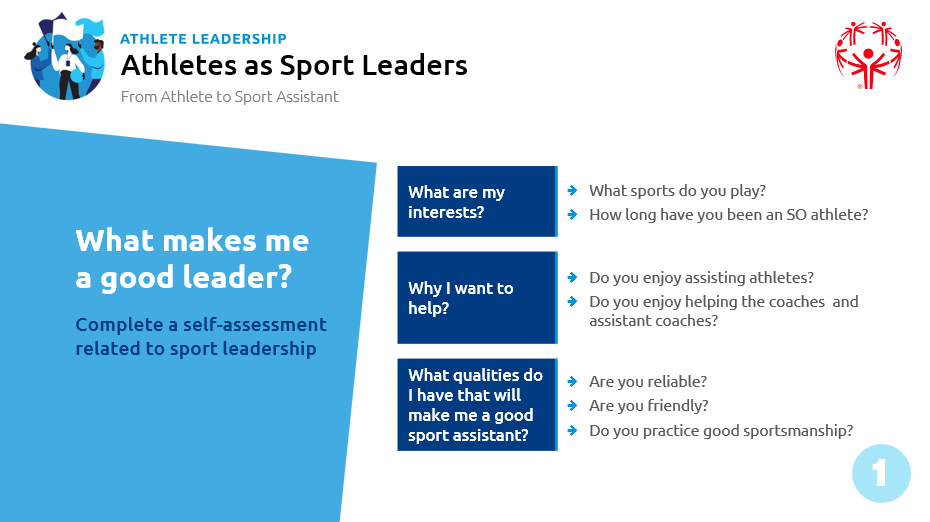 ATHLETE LEADERSHIP
Athletes as Sport Leaders
From Athlete to Sport Assistant
What makes me
a good leader?
Complete a self-assessment
related to sport leadership
What are my
interests?
What sports do you play?
How long have you been an SO athlete?
Why I want to
help?
Do you enjoy assisting athletes?
Do you enjoy helping the coaches  and
assistant coaches?
What qualities do
I have that will
make me a good
sport assistant?
Are you reliable?
Are you friendly?
Do you practice good sportsmanship?
1
®